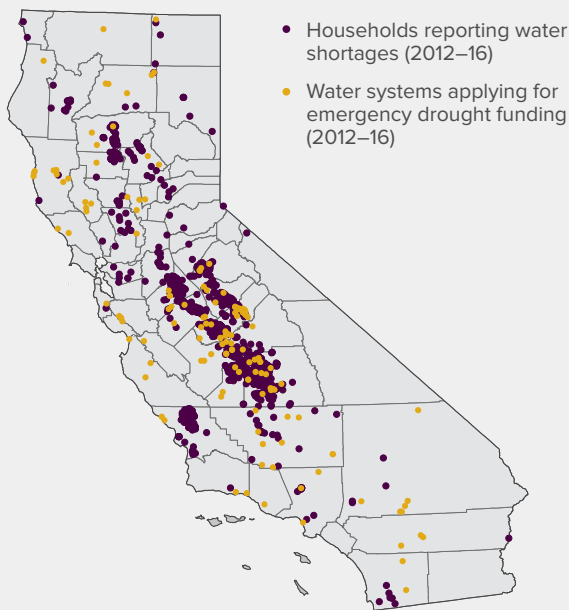 Households reporting water
shortages (2012–16)
Water systems applying for
emergency drought funding
(2012–16)